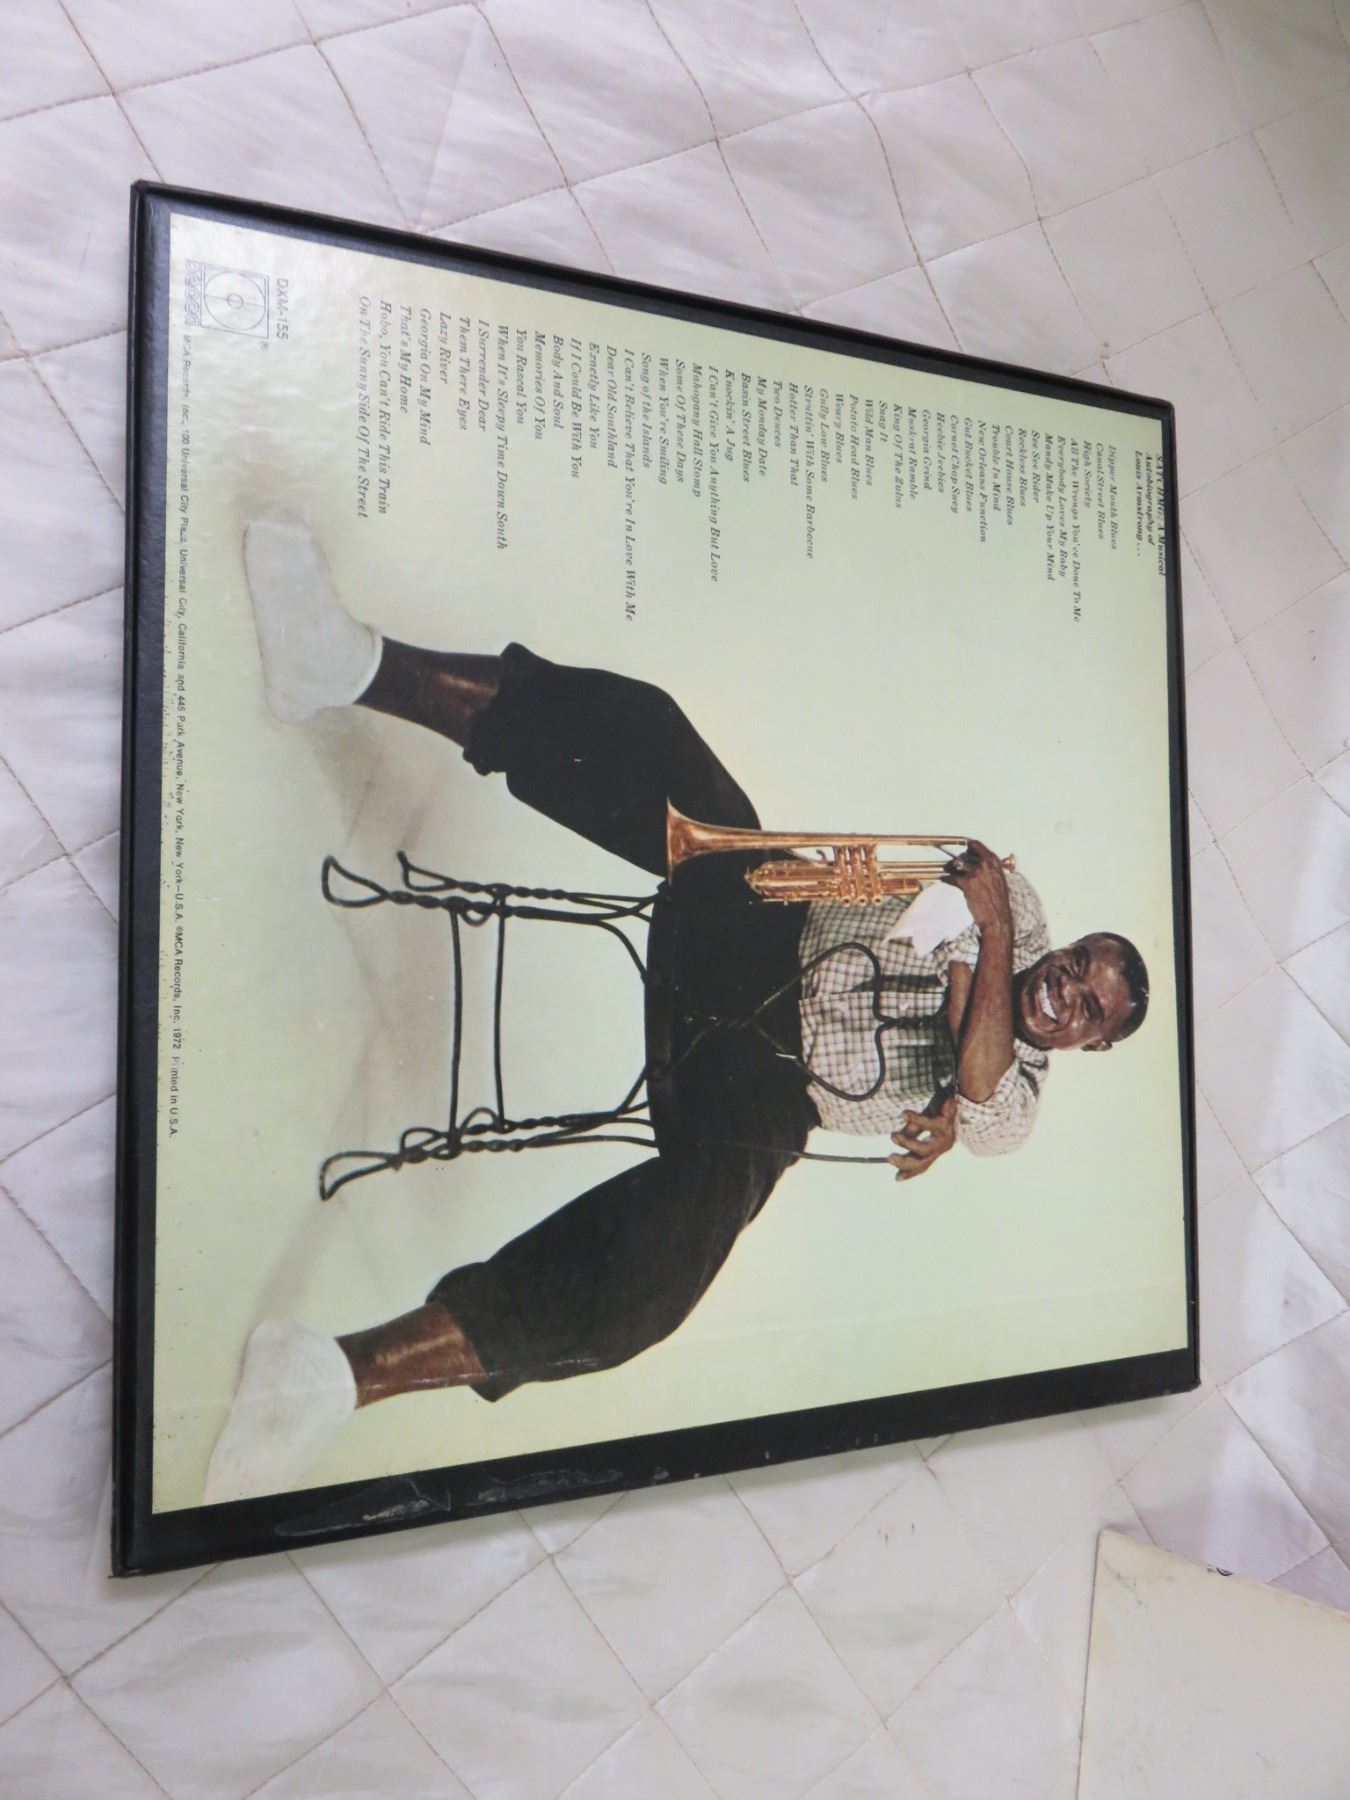 SATCHMO: A Musical
Autobiography of
Louis Armstrong...
Dipper Mouth Blues
Canal Street Blues
High Society
All The Wrongs You've Done To Me
Everybody Loves My Baby
Mandy Make Up Your Mind
See See Rider
Reckless Blues
Court House Blues
Trouble In Mind
New Orleans Function
Gut Bucket Blues
Cornet Chop Suey
Heebie Jeebies
Georgia Grind
Muskrat Ramble
King Of The Zulus
Snag It
Wild Man Blues
Potato Head Blues
Weary Blues
Gully Low Blues
Struttin' With Some Barbecue
Hotter Than That
Two Deuces
My Monday Date
Basin Street Blues
Knockin' A Jug
I Can't Give You Anything But Love
Mahogany Hall Stomp
Some Of These Days
When You're Smiling
Song of the Islands
I Can't Believe That You're In Love With Me
Dear Old Southland
Exactly Like You
If I Could Be With You
Body And Soul
Memories Of You
You Rascal You
When It's Sleepy Time Down South
I Surrender Dear
Them There Eyes
Lazy River
Georgia On My Mind
That's My Home
Hobo, You Can't Ride This Train
On The Sunny Side Of The Street
DXM-155
®
Decca
MCA Records, Inc., 100 Universal City Plaza, Universal City, California and 445 Park Avenue, New York, New York—U.S.A. ©MCA Records, Inc. 1972 Printed in U.S.A.